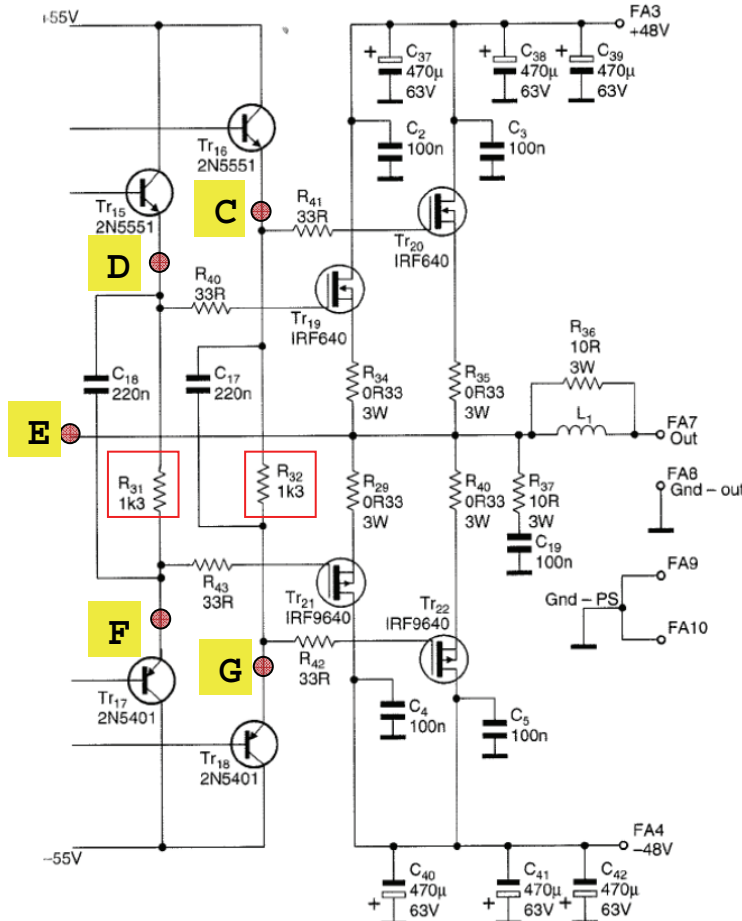 +55V
FA3
+48V
C37
470µ
63V
C38
470µ
63V
C39
470µ
63V
Tr16
2N5551
C2
100n
C3
100n
Tr15
2N5551
C
R41
33R
Tr20
IRF640
D
R40
33R
Tr19
IRF640
R36
10R
3W
C18
220n
C17
220n
R34
0R33
3W
R35
0R33
3W
L1
FA7
Out
E
R31
1k3
R32
1k3
R29
0R33
3W
R40
0R33
3W
R37
10R
3W
C19
100n
FA8
Gnd – out
R43
33R
Tr21
IRF9640
Tr22
IRF9640
Gnd – PS
FA9
FA10
F
G
R42
33R
Tr17
2N5401
C4
100n
C5
100n
Tr18
2N5401
FA4
–48V
–55V
C40
470µ
63V
C41
470µ
63V
C42
470µ
63V